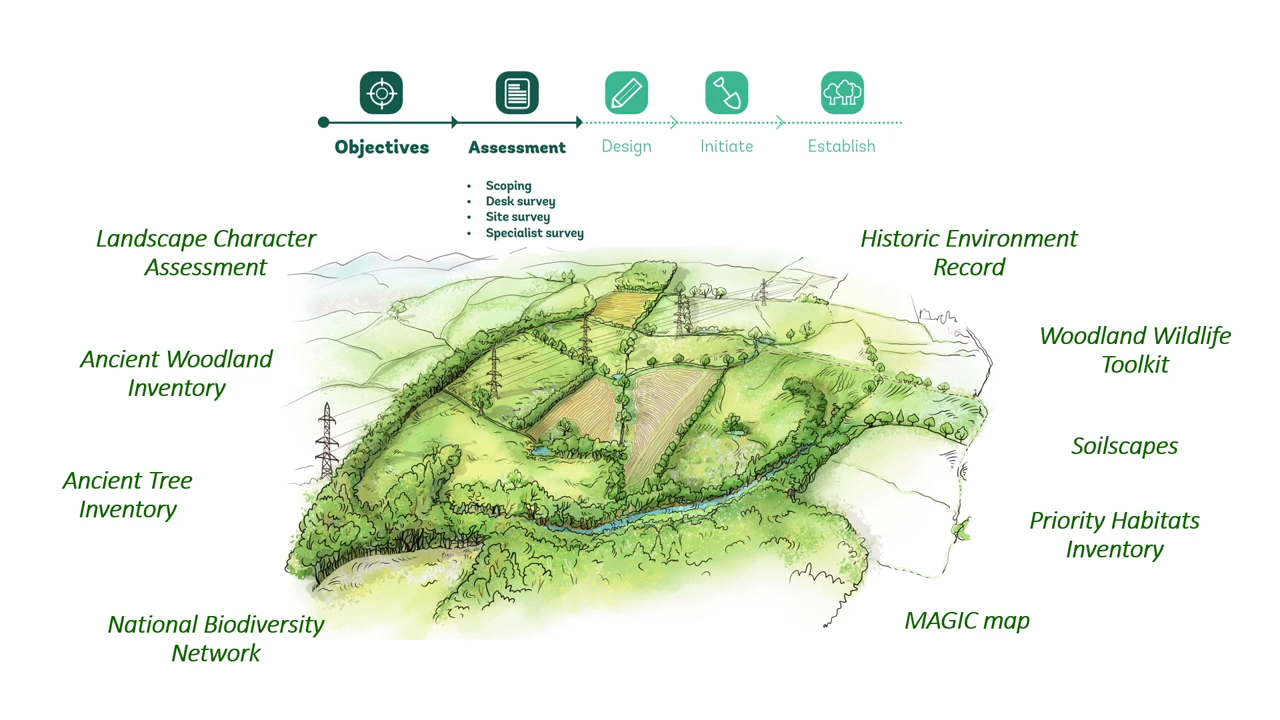 Objectives
Assessment
Design
Initiate
Establish
• Scoping
• Desk survey
• Site survey
• Specialist survey
Landscape Character
Assessment
Historic Environment
Record
Ancient Woodland
Inventory
Woodland Wildlife
Toolkit
Ancient Tree
Inventory
Soilscapes
Priority Habitats
Inventory
National Biodiversity
Network
MAGIC map